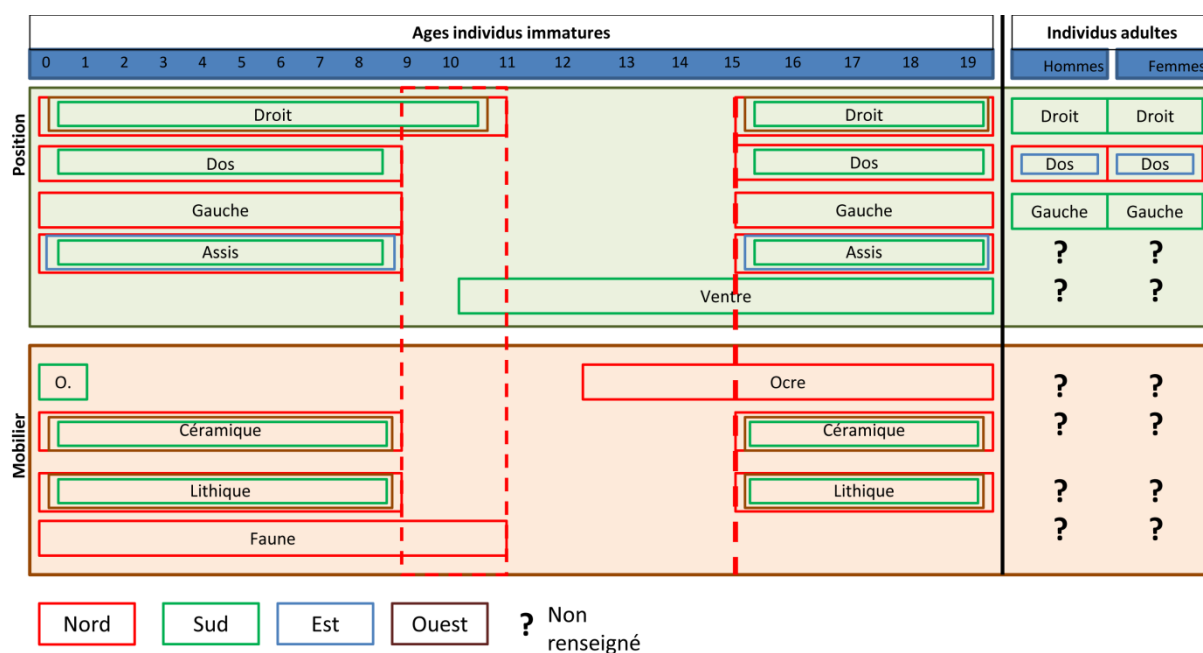 Ages individus immatures
Individus adultes
0 1 2 3 4 5 6 7 8 9 10 11 12 13 14 15 16 17 18 19
Hommes Femmes
Position
Droit Droit Droit Droit
Dos Dos Dos Dos
Gauche Gauche Gauche Gauche
Assis Assis ? ?
Ventre ? ?
Mobilier
O. Ocre ? ?
Céramique Céramique ? ?
Lithique Lithique ? ?
Faune ? ?
Nord Sud Est Ouest ? Non
renseigné